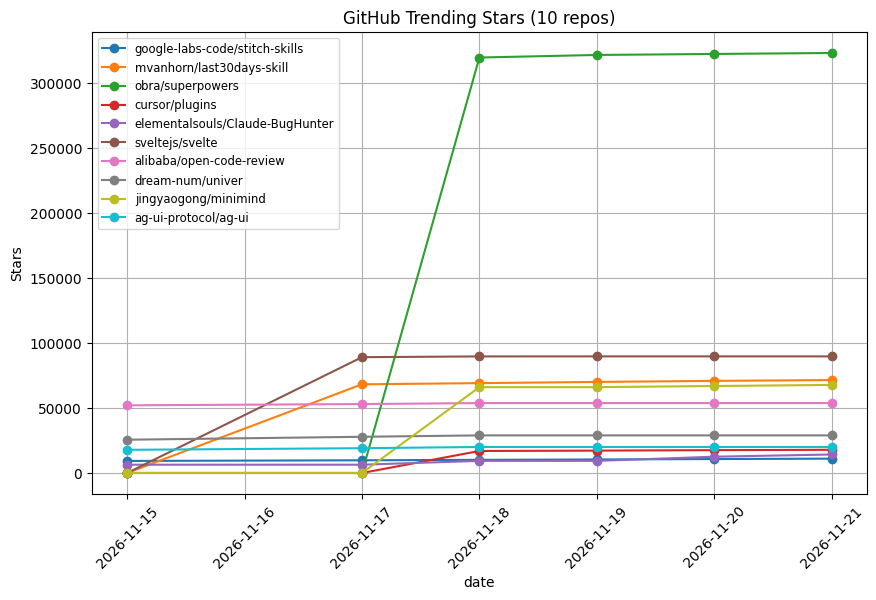 GitHub Trending Stars (10 repos)
google-labs-code/stitch-skills
mvanhorn/last30days-skill
obra/superpowers
cursor/plugins
elementalsouls/Claude-BugHunter
sveltejs/svelte
alibaba/open-code-review
dream-num/univer
jingyaogong/minimind
ag-ui-protocol/ag-ui
Stars
300000
250000
200000
150000
100000
50000
0
2026-11-15
2026-11-16
2026-11-17
2026-11-18
2026-11-19
2026-11-20
2026-11-21
date